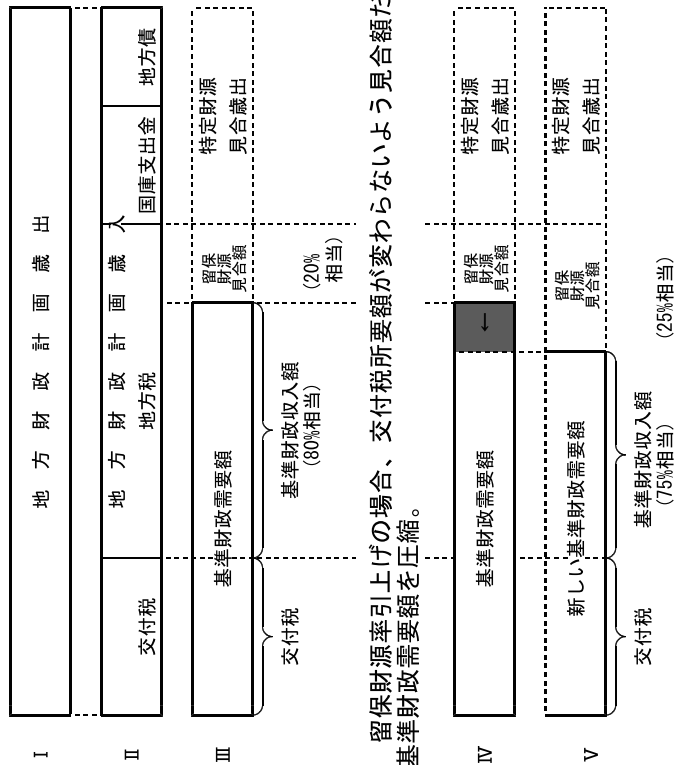 Ⅰ
地方財政計画歳出
Ⅱ
地方財政計画歳入
交付税
地方税
国庫支出金
地方債
Ⅲ
基準財政需要額
留保
財源
見合額
特定財源
見合歳出
交付税
基準財政収入額
(80%相当)
(20%
相当)
留保財源率引上げの場合、交付税所要額が変わらないよう見合額だ
基準財政需要額を圧縮。
Ⅳ
基準財政需要額
←
留保
財源
見合額
特定財源
見合歳出
Ⅴ
新しい基準財政需要額
留保
財源
見合額
特定財源
見合歳出
交付税
基準財政収入額
(75%相当)
(25%相当)